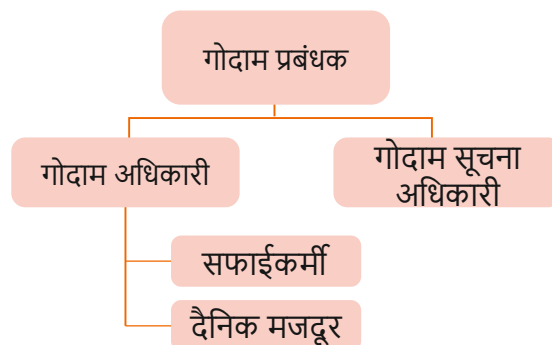 गोदाम प्रबंधक
गोदाम अधिकारी
गोदाम सूचना
अधिकारी
सफाईकर्मी
दैनिक मजदूर